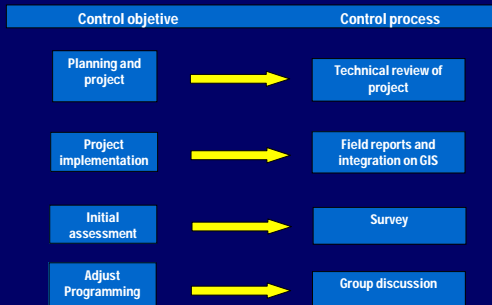 Control objetive Control process
Planning and
project
Technical review of
project
Project
implementation
Field reports and
integration on GIS
Initial
assessment
Survey
Adjust
Programming
Group discussion